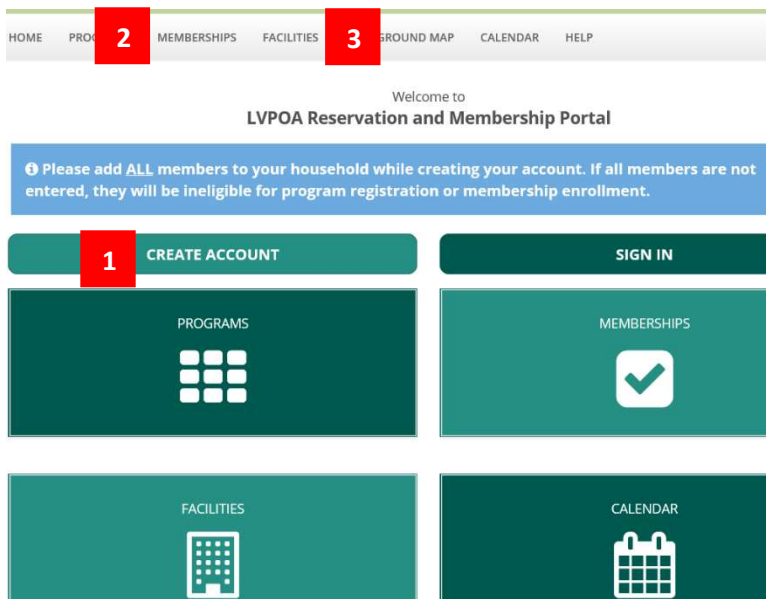 HOME PROG 2 MEMBERSHIPS FACILITIES 3 GROUND MAP CALENDAR HELP
Welcome to
LVPOA Reservation and Membership Portal
Please add ALL members to your household while creating your account. If all members are not
entered, they will be ineligible for program registration or membership enrollment.
1 CREATE ACCOUNT SIGN IN
PROGRAMS MEMBERSHIPS
FACILITIES CALENDAR